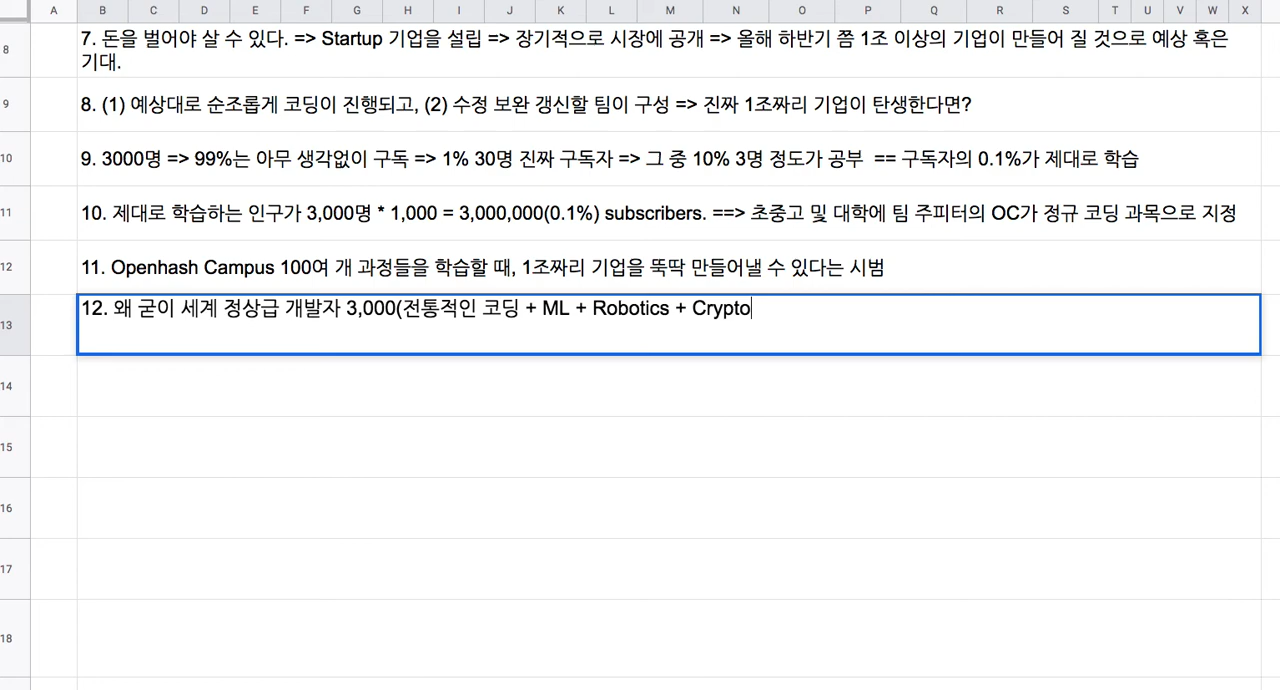 A B C D E F G H I J K L M N O P Q R S T U V W X
8 7. 돈을 벌어야 살 수 있다. => Startup 기업을 설립 => 장기적으로 시장에 공개 => 올해 하반기 쯤 1조 이상의 기업이 만들어 질 것으로 예상 혹은
기대.
9 8. (1) 예상대로 순조롭게 코딩이 진행되고, (2) 수정 보완 갱신할 팀이 구성 => 진짜 1조짜리 기업이 탄생한다면?
10 9. 3000명 => 99%는 아무 생각없이 구독 => 1% 30명 진짜 구독자 => 그 중 10% 3명 정도가 공부 == 구독자의 0.1%가 제대로 학습
11 10. 제대로 학습하는 인구가 3,000명 * 1,000 = 3,000,000(0.1%) subscribers. ==> 초중고 및 대학에 팀 주피터의 OC가 정규 코딩 과목으로 지정
12 11. Openhash Campus 100여 개 과정들을 학습할 때, 1조짜리 기업을 뚝딱 만들어낼 수 있다는 시범
13 12. 왜 굳이 세계 정상급 개발자 3,000(전통적인 코딩 + ML + Robotics + Crypto
14
15
16
17
18